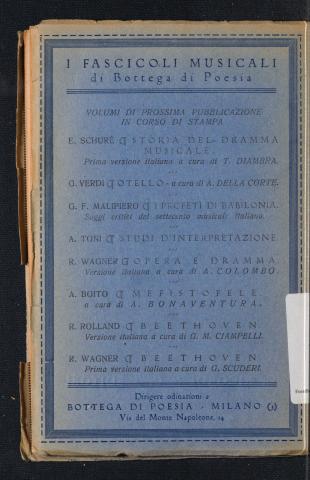 I FASCICOLI MUSICALI
di Bottega di Poesia
VOLUMI DI PROSSIMA PUBBLICAZIONE
IN CORSO DI STAMPA
E. SCHURÉ ❡ STORIA DEL DRAMMA
MUSICALE.
Prima versione italiana a cura di T. DIAMBRA.
...
G. VERDI ❡ OTELLO - a cura di A. DELLA CORTE.
...
G. F. MALIPIERO ❡ I PROFETI DI BABILONIA.
Saggi critici del settecento musicale italiano.
...
A. TONI ❡ STUDI D'INTERPRETAZIONE.
...
R. WAGNER ❡ OPERA E DRAMMA.
Versione italiana a cura di A. COLOMBO.
...
A. BOITO ❡ MEFISTOFELE.
a cura di A. BONAVENTURA.
...
R. ROLLAND ❡ BEETHOVEN.
Versione italiana a cura di G. M. CIAMPELLI.
...
R. WAGNER ❡ BEETHOVEN.
Prima versione italiana a cura di G. SCUDERI.
Dirigere odinazioni a
BOTTEGA DI POESIA - MILANO (3)
Via del Monte Napoleone, 14